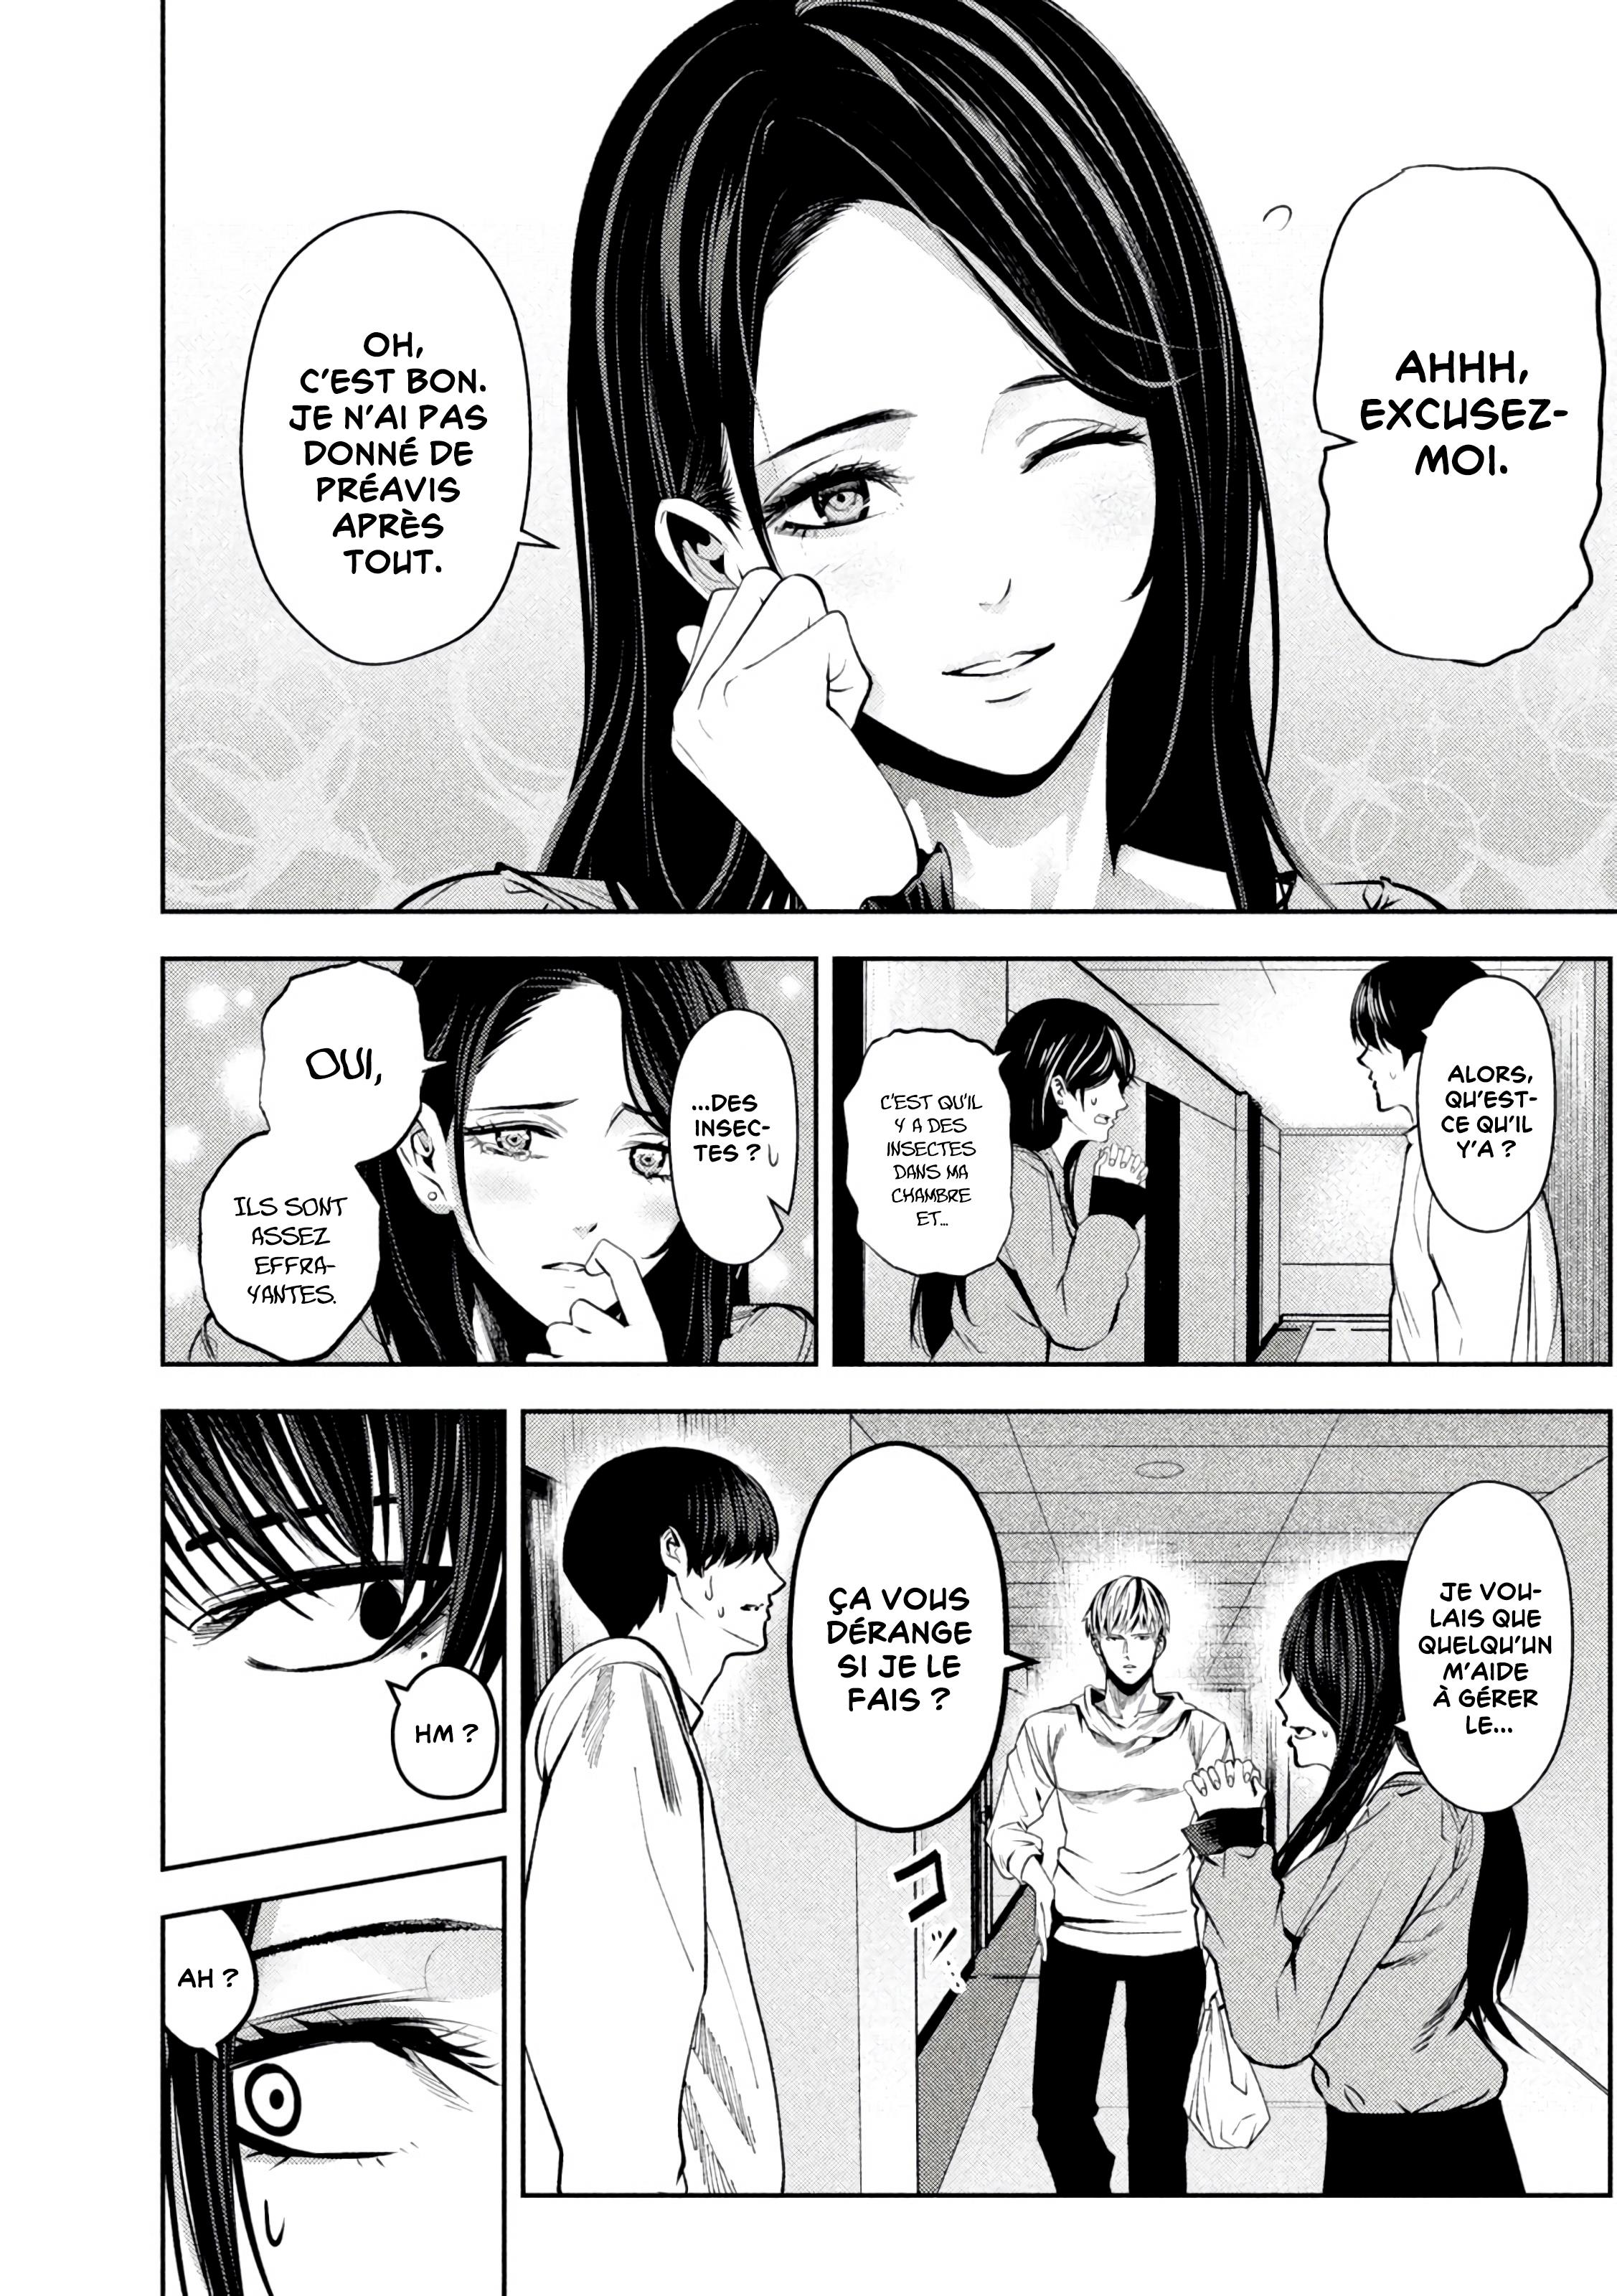 AHHH,
EXCUSEZ-
MOI.
OH,
C'EST BON.
JE N'AI PAS
DONNÉ DE
PRÉAVIS
APRÈS
TOUT.
ALORS,
QU'EST-
CE QU'IL
Y'A ?
C'EST QU'IL
Y A DES
INSECTES
DANS MA
CHAMBRE
ET...
...DES
INSEC-
TES ?
OUI,
ILS SONT
ASSEZ
EFFRA-
YANTES.
JE VOU-
LAIS QUE
QUELQU'UN
M'AIDE
À GÉRER
LE...
ÇA VOUS
DÉRANGE
SI JE LE
FAIS ?
コッ…
HM ?
AH ?